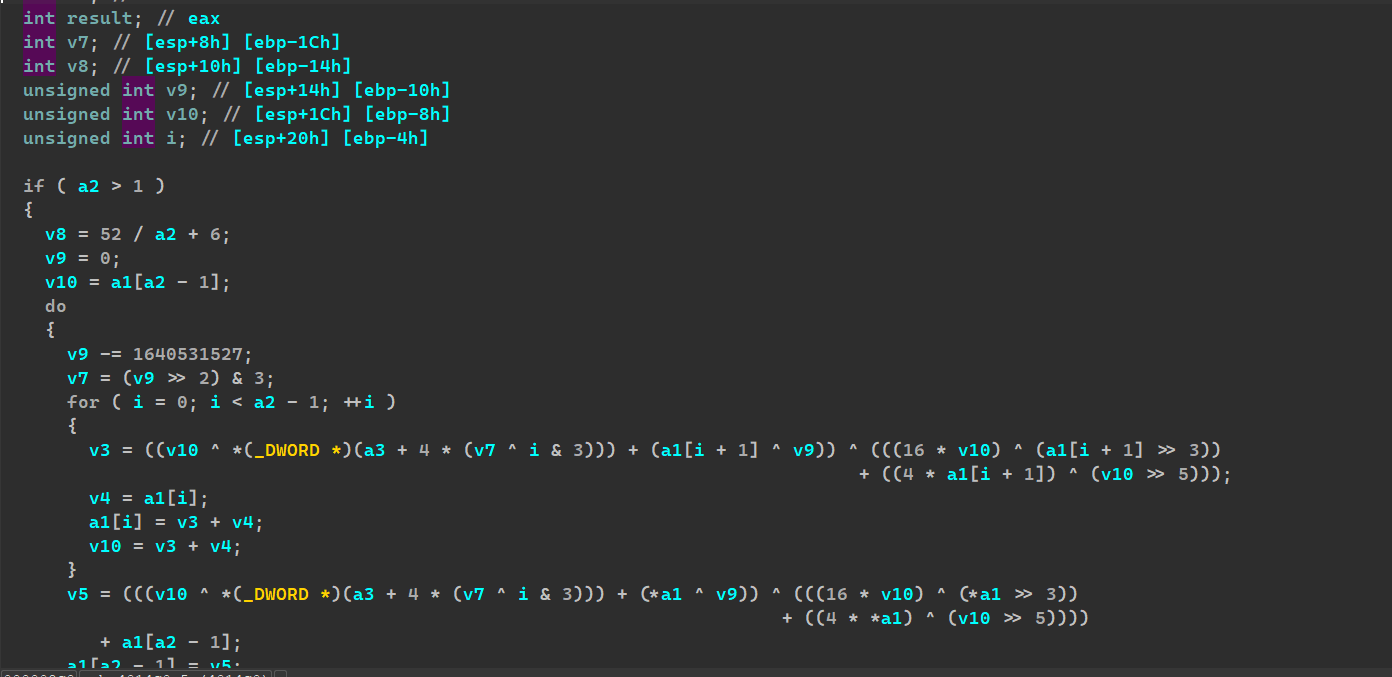 int result; // eax
int v7; // [esp+8h] [ebp-1Ch]
int v8; // [esp+10h] [ebp-14h]
unsigned int v9; // [esp+14h] [ebp-10h]
unsigned int v10; // [esp+1Ch] [ebp-8h]
unsigned int i; // [esp+20h] [ebp-4h]
if ( a2 > 1 )
{
v8 = 52 / a2 + 6;
v9 = 0;
v10 = a1[a2 - 1];
do
{
v9 -= 1640531527;
v7 = (v9 >> 2) & 3;
for ( i = 0; i < a2 - 1; ++i )
{
v3 = ((v10 ^ *(_DWORD *)(a3 + 4 * (v7 ^ i & 3))) + (a1[i + 1] ^ v9)) ^ (((16 * v10) ^ (a1[i + 1] >> 3))
+ ((4 * a1[i + 1]) ^ (v10 >> 5)));
v4 = a1[i];
a1[i] = v3 + v4;
v10 = v3 + v4;
}
v5 = (((v10 ^ *(_DWORD *)(a3 + 4 * (v7 ^ i & 3))) + (*a1 ^ v9)) ^ (((16 * v10) ^ (*a1 >> 3))
+ ((4 * *a1) ^ (v10 >> 5))))
+ a1[a2 - 1];
a1[a2 - 1] = v5;